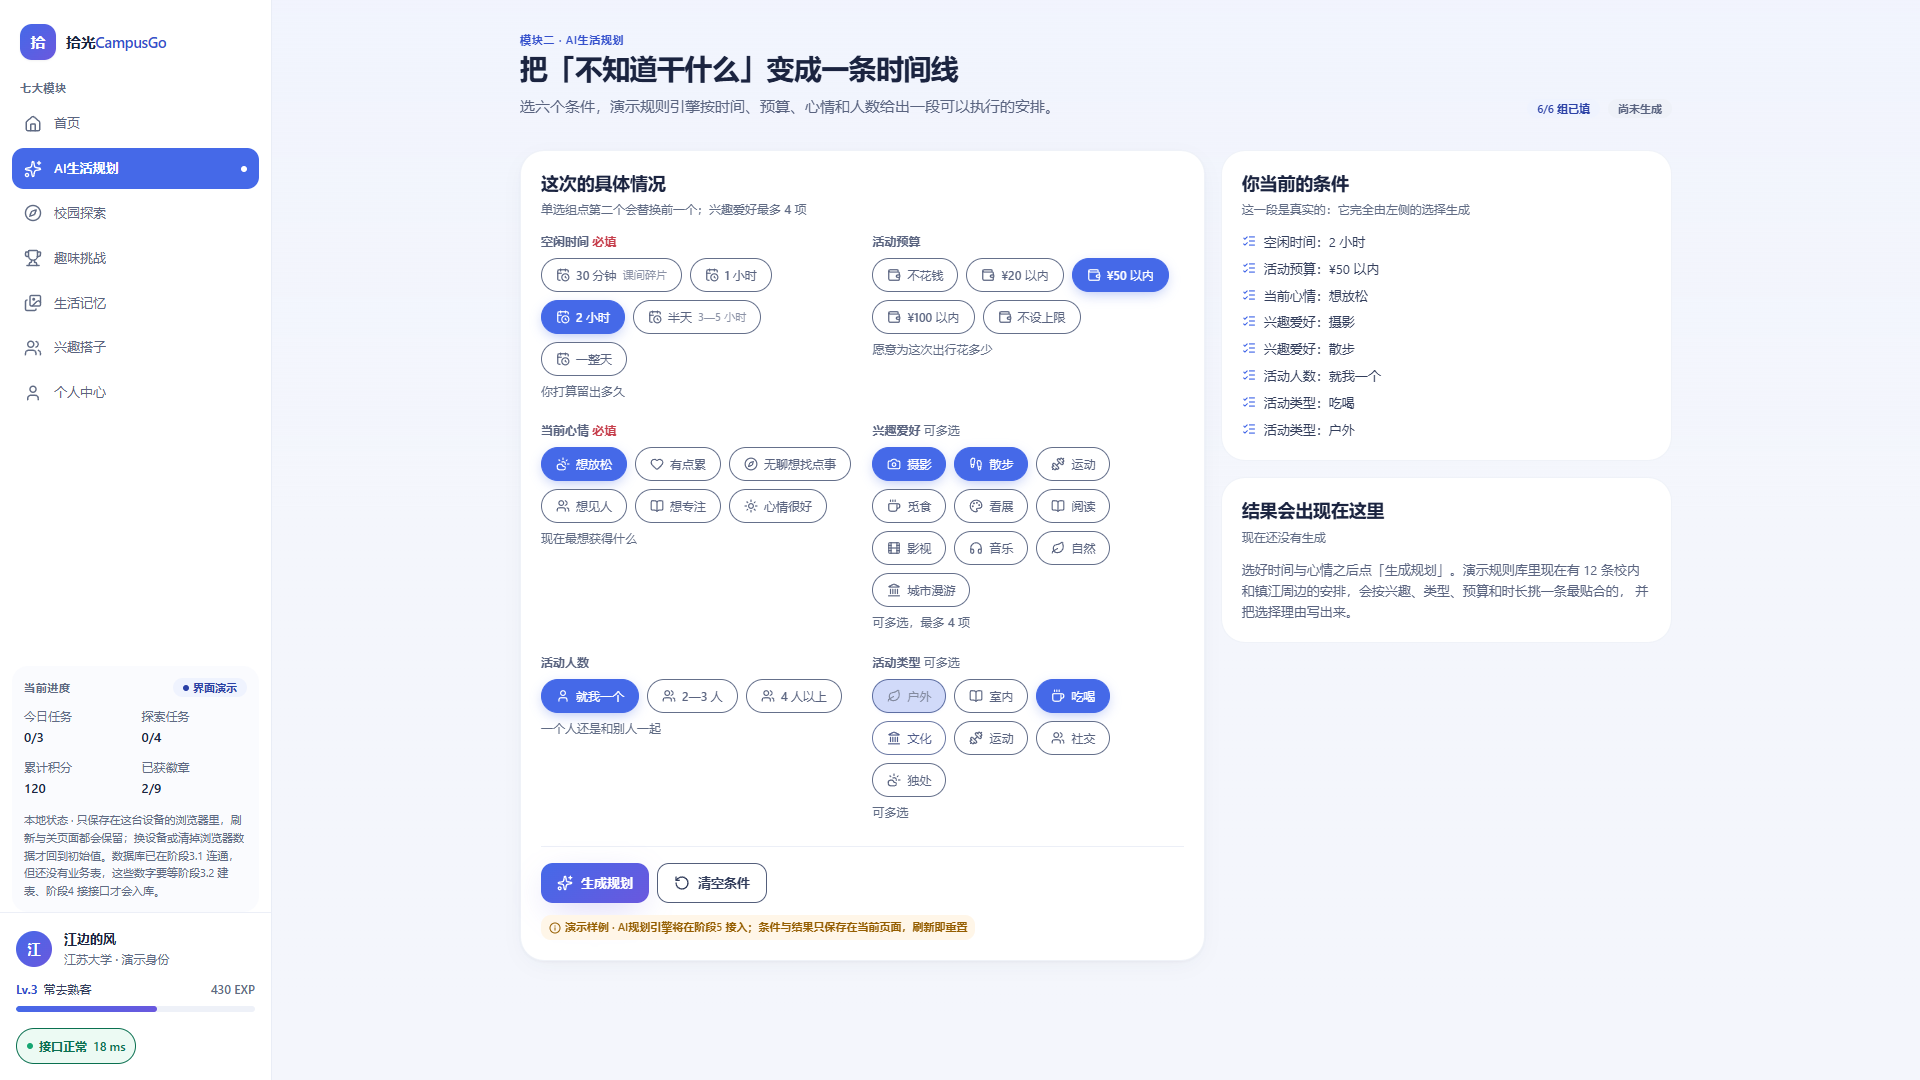 拾 拾光CampusGo
七大模块
首页
AI生活规划
校园探索
趣味挑战
生活记忆
兴趣搭子
个人中心
当前进度 界面演示
今日任务 探索任务
0/3 0/4
累计积分 已获徽章
120 2/9
本地状态 · 只保存在这台设备的浏览器里，刷
新与关页面都会保留；换设备或清掉浏览器数
据才回到初始值。数据库已在阶段3.1 连通，
但还没有业务表，这些数字要等阶段3.2 建
表、阶段4 接接口才会入库。
江 江边的风
江苏大学 · 演示身份
Lv.3 常去熟客 430 EXP
接口正常 18 ms
模块二 · AI生活规划
把「不知道干什么」变成一条时间线
选六个条件，演示规则引擎按时间、预算、心情和人数给出一段可以执行的安排。
6/6 组已填 尚未生成
这次的具体情况
单选组点第二个会替换前一个；兴趣爱好最多 4 项
空闲时间 必填
30 分钟 课间碎片 1 小时
2 小时 半天 3—5 小时
一整天
你打算留出多久
活动预算
不花钱 ¥20 以内 ¥50 以内
¥100 以内 不设上限
愿意为这次出行花多少
当前心情 必填
想放松 有点累 无聊想找点事
想见人 想专注 心情很好
现在最想获得什么
兴趣爱好 可多选
摄影 散步 运动
觅食 看展 阅读
影视 音乐 自然
城市漫游
可多选，最多 4 项
活动人数
就我一个 2—3 人 4 人以上
一个人还是和别人一起
活动类型 可多选
户外 室内 吃喝
文化 运动 社交
独处
可多选
生成规划 清空条件
演示样例 · AI规划引擎将在阶段5 接入；条件与结果只保存在当前页面，刷新即重置
你当前的条件
这一段是真实的：它完全由左侧的选择生成
空闲时间：2 小时
活动预算：¥50 以内
当前心情：想放松
兴趣爱好：摄影
兴趣爱好：散步
活动人数：就我一个
活动类型：吃喝
活动类型：户外
结果会出现在这里
现在还没有生成
选好时间与心情之后点「生成规划」。演示规则库里现在有 12 条校内
和镇江周边的安排，会按兴趣、类型、预算和时长挑一条最贴合的， 并
把选择理由写出来。